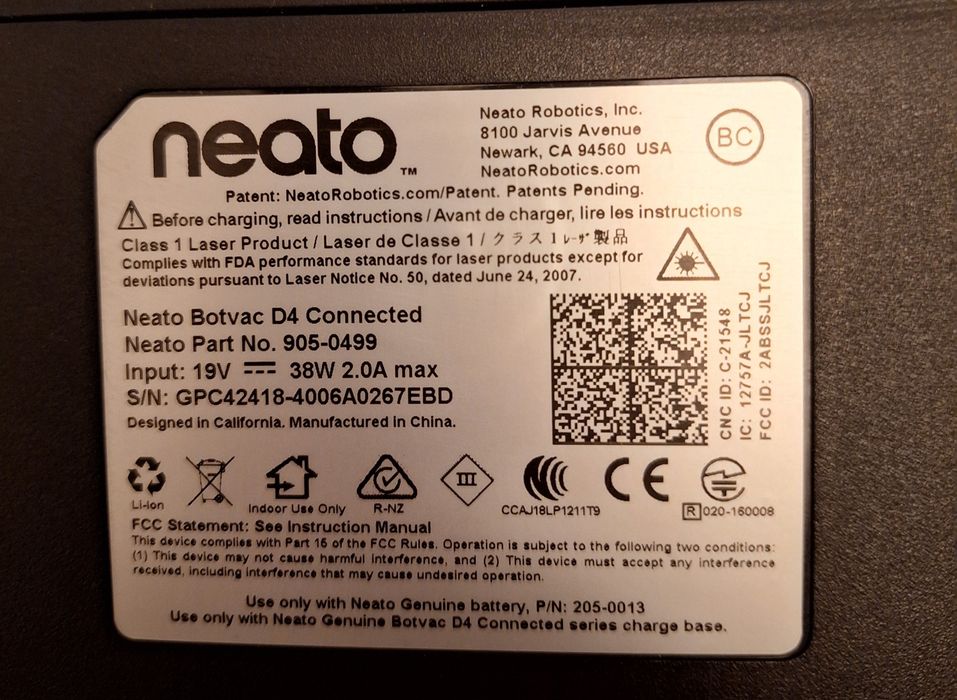 neato™
Neato Robotics, Inc.
8100 Jarvis Avenue
Newark, CA 94560 USA
NeatoRobotics.com
BC
Patent: NeatoRobotics.com/Patent. Patents Pending.
Before charging, read instructions / Avant de charger, lire les instructions
Class 1 Laser Product / Laser de Classe 1 / クラス 1 レーザ製品
Complies with FDA performance standards for laser products except for
deviations pursuant to Laser Notice No. 50, dated June 24, 2007.
Neato Botvac D4 Connected
Neato Part No. 905-0499
Input: 19V 38W 2.0A max
S/N: GPC42418-4006A0267EBD
Designed in California. Manufactured in China.
CNC ID: C-21548
IC: 12757A-JLTCJ
FCC ID: 2ABSSJLTCJ
Li-Ion
Indoor Use Only
R-NZ
III
CCAJ18LP1211T9
CE
R 020-160008
FCC Statement: See Instruction Manual
This device complies with Part 15 of the FCC Rules. Operation is subject to the following two conditions:
(1) This device may not cause harmful interference, and (2) This device must accept any interference
received, including interference that may cause undesired operation.
Use only with Neato Genuine battery, P/N: 205-0013
Use only with Neato Genuine Botvac D4 Connected series charge base.